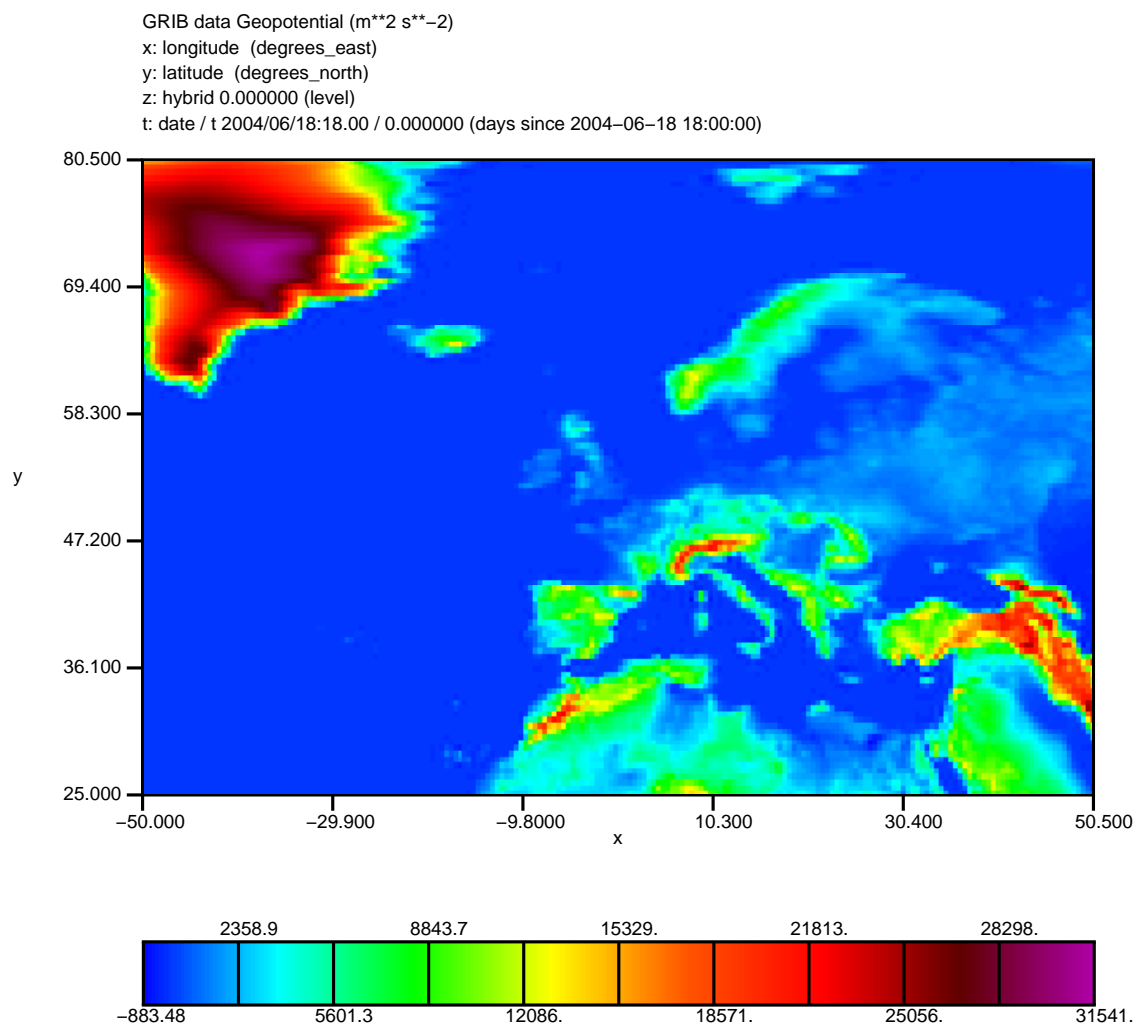 GRIB data Geopotential (m**2 s**−2)
x: longitude (degrees_east)
y: latitude (degrees_north)
z: hybrid 0.000000 (level)
t: date / t 2004/06/18:18.00 / 0.000000 (days since 2004−06−18 18:00:00)
80.500
69.400
58.300
y
47.200
36.100
25.000
−50.000 −29.900 −9.8000 10.300 30.400 50.500
x
2358.9 8843.7 15329. 21813. 28298.
−883.48 5601.3 12086. 18571. 25056. 31541.